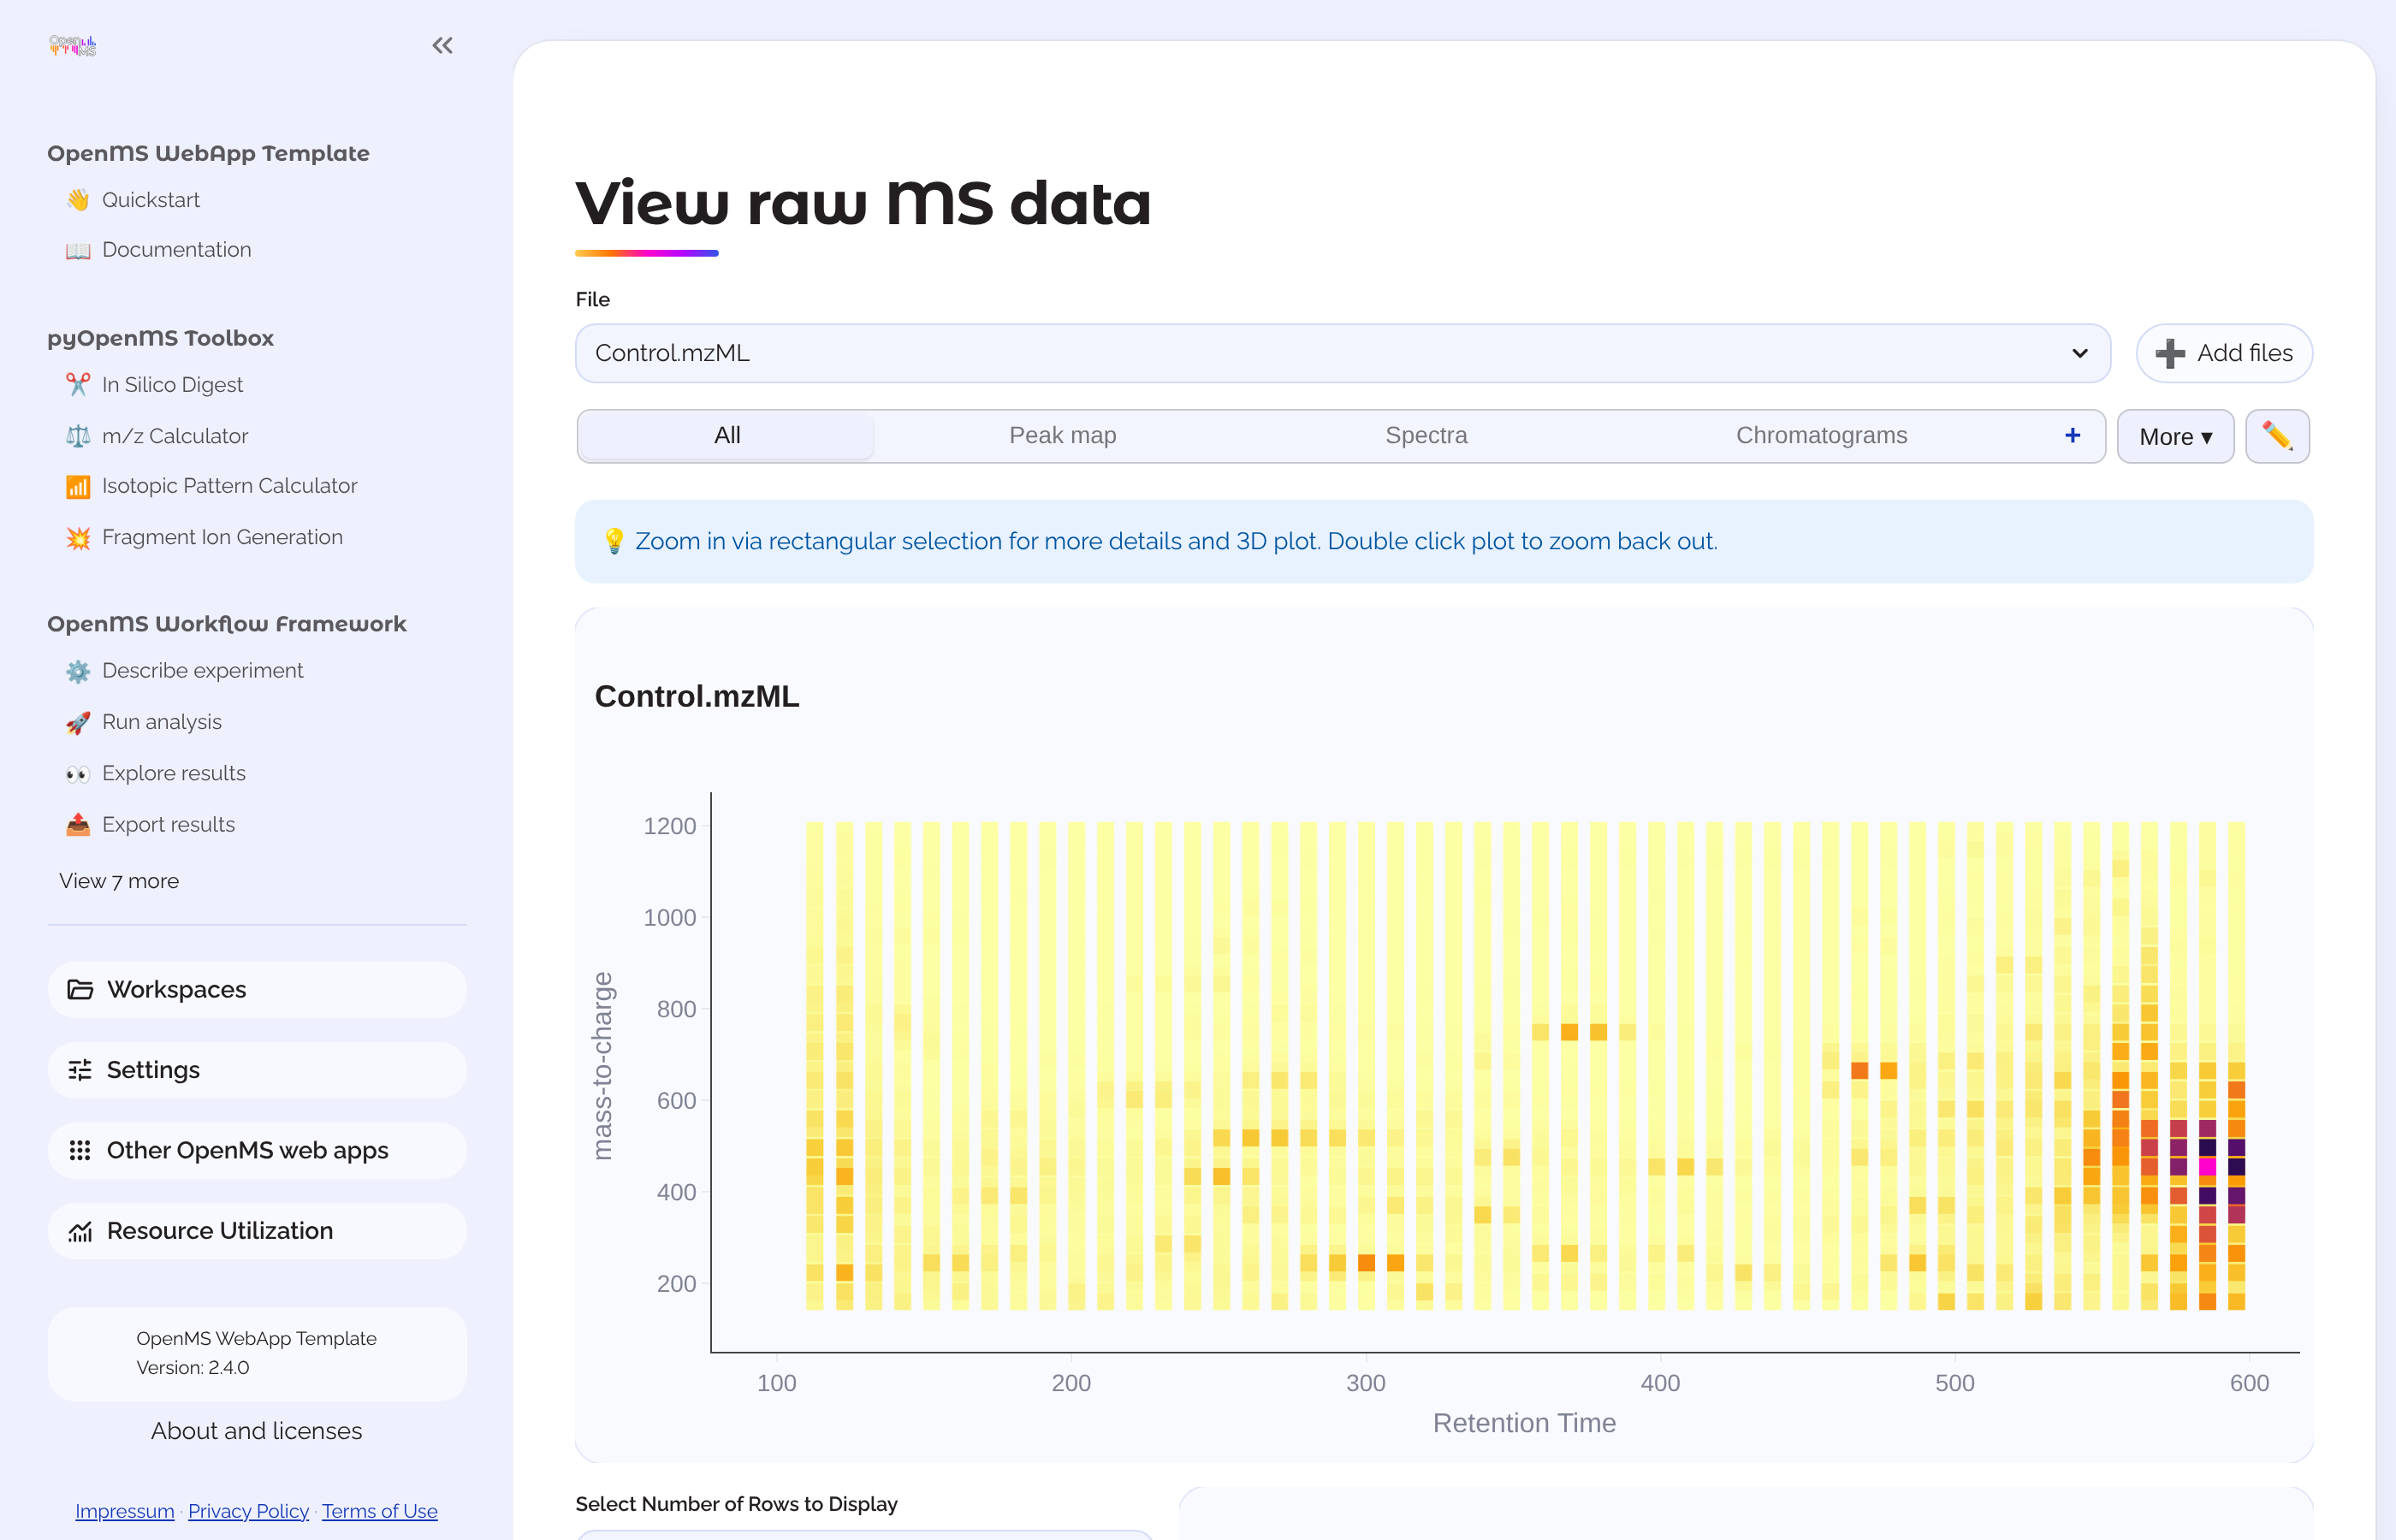 Open
MS
OpenMS WebApp Template
👋 Quickstart
📖 Documentation
pyOpenMS Toolbox
✂️ In Silico Digest
⚖️ m/z Calculator
📶 Isotopic Pattern Calculator
💥 Fragment Ion Generation
OpenMS Workflow Framework
⚙️ Describe experiment
🚀 Run analysis
👀 Explore results
📤 Export results
View 7 more
Workspaces
Settings
Other OpenMS web apps
Resource Utilization
OpenMS WebApp Template
Version: 2.4.0
About and licenses
Impressum · Privacy Policy · Terms of Use
View raw MS data
File
Control.mzML
➕ Add files
All
Peak map
Spectra
Chromatograms
+
More ▾
✏️
💡 Zoom in via rectangular selection for more details and 3D plot. Double click plot to zoom back out.
Control.mzML
mass-to-charge
1200
1000
800
600
400
200
100
200
300
400
500
600
Retention Time
Select Number of Rows to Display